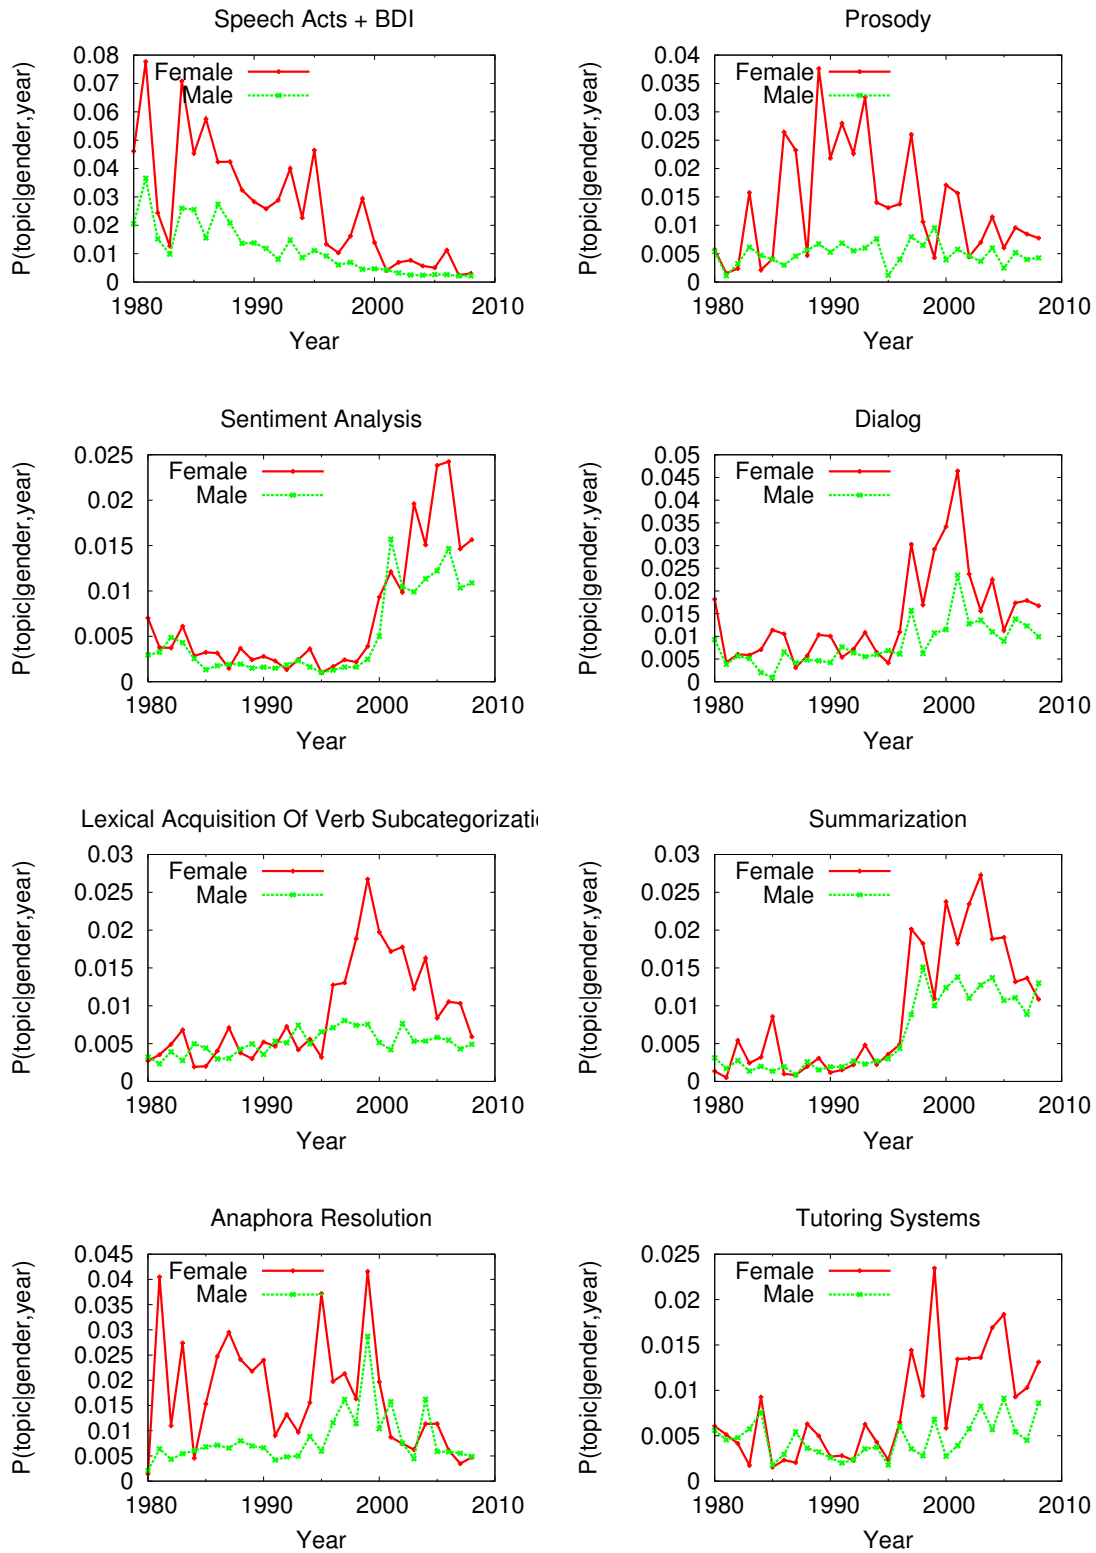 Speech Acts + BDI
P(topic|gender,year)
0.08
0.07
0.06
0.05
0.04
0.03
0.02
0.01
0
Female
Male
1980 1990 2000 2010
Year
Prosody
P(topic|gender,year)
0.04
0.035
0.03
0.025
0.02
0.015
0.01
0.005
0
Female
Male
1980 1990 2000 2010
Year
Sentiment Analysis
P(topic|gender,year)
0.025
0.02
0.015
0.01
0.005
0
Female
Male
1980 1990 2000 2010
Year
Dialog
P(topic|gender,year)
0.05
0.045
0.04
0.035
0.03
0.025
0.02
0.015
0.01
0.005
0
Female
Male
1980 1990 2000 2010
Year
Lexical Acquisition Of Verb Subcategorizati
P(topic|gender,year)
0.03
0.025
0.02
0.015
0.01
0.005
0
Female
Male
1980 1990 2000 2010
Year
Summarization
P(topic|gender,year)
0.03
0.025
0.02
0.015
0.01
0.005
0
Female
Male
1980 1990 2000 2010
Year
Anaphora Resolution
P(topic|gender,year)
0.045
0.04
0.035
0.03
0.025
0.02
0.015
0.01
0.005
0
Female
Male
1980 1990 2000 2010
Year
Tutoring Systems
P(topic|gender,year)
0.025
0.02
0.015
0.01
0.005
0
Female
Male
1980 1990 2000 2010
Year